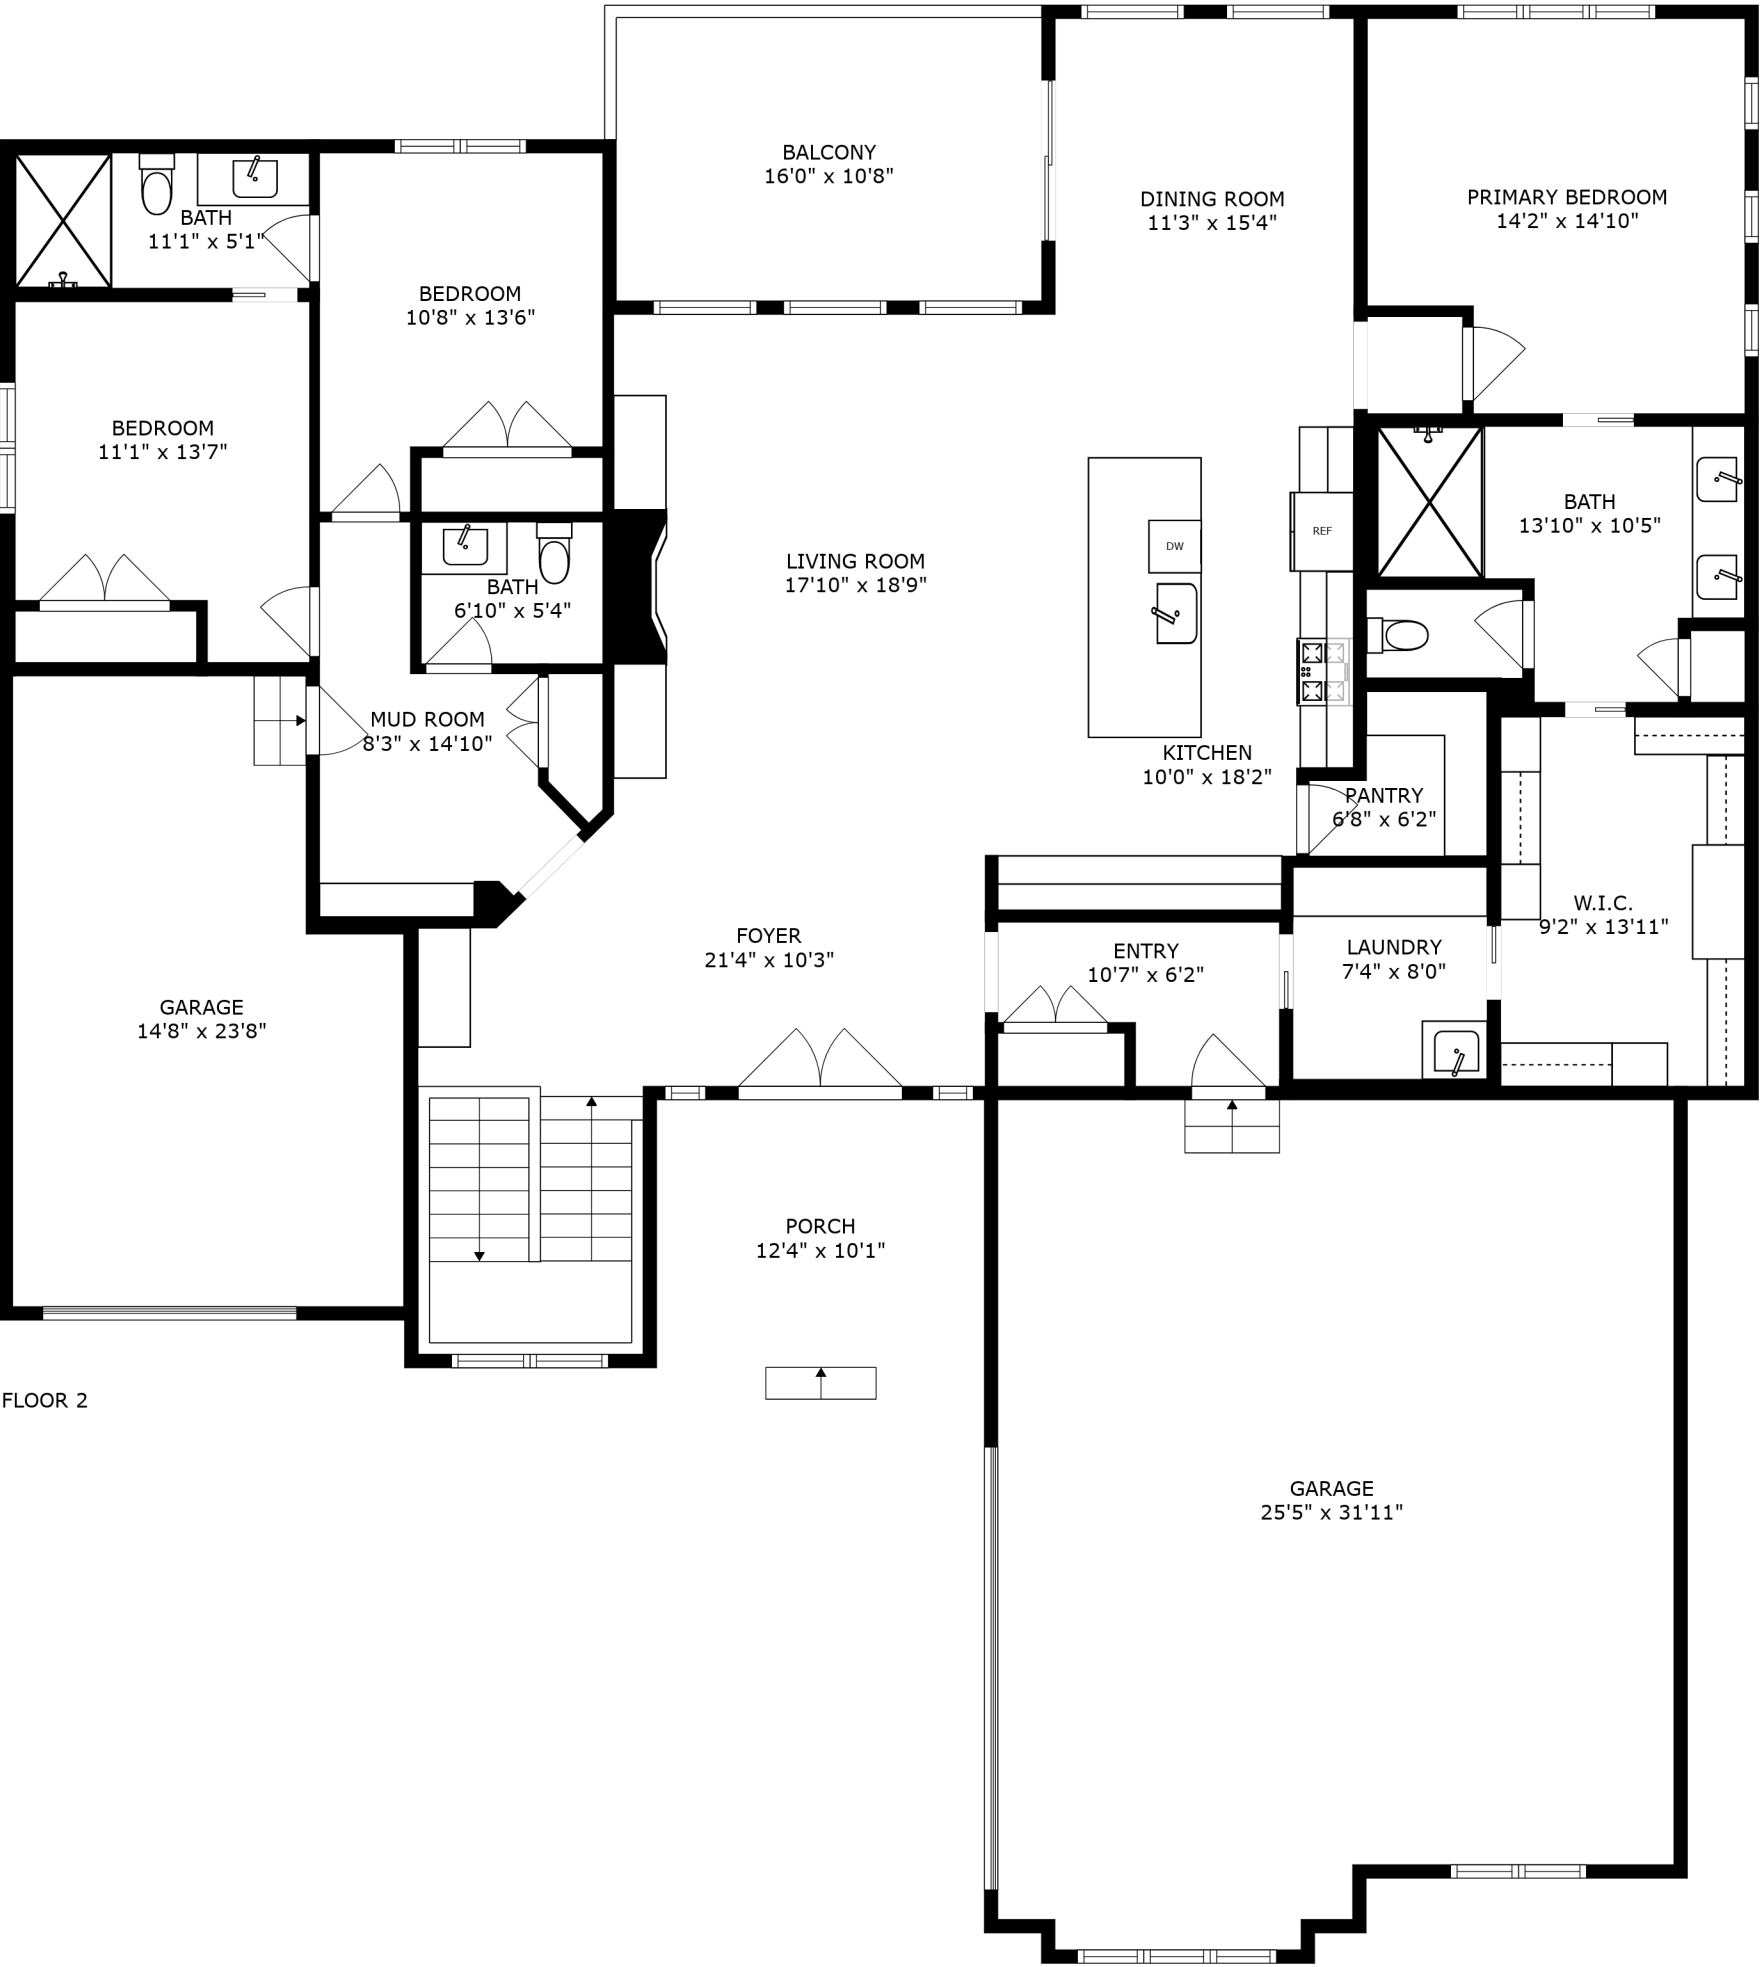 BALCONY
16'0" x 10'8"
DINING ROOM
11'3" x 15'4"
PRIMARY BEDROOM
14'2" x 14'10"
BATH
11'1" x 5'1"
BEDROOM
10'8" x 13'6"
BEDROOM
11'1" x 13'7"
BATH
13'10" x 10'5"
REF
DW
LIVING ROOM
17'10" x 18'9"
BATH
6'10" x 5'4"
MUD ROOM
8'3" x 14'10"
KITCHEN
10'0" x 18'2"
PANTRY
6'8" x 6'2"
W.I.C.
9'2" x 13'11"
FOYER
21'4" x 10'3"
ENTRY
10'7" x 6'2"
LAUNDRY
7'4" x 8'0"
GARAGE
14'8" x 23'8"
PORCH
12'4" x 10'1"
FLOOR 2
GARAGE
25'5" x 31'11"